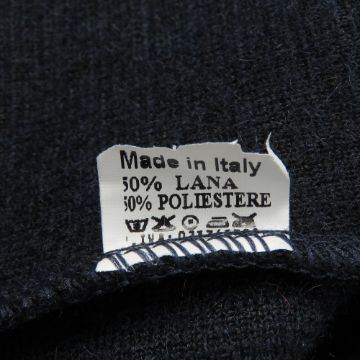 Made in Italy
50% LANA
50% POLIESTERE